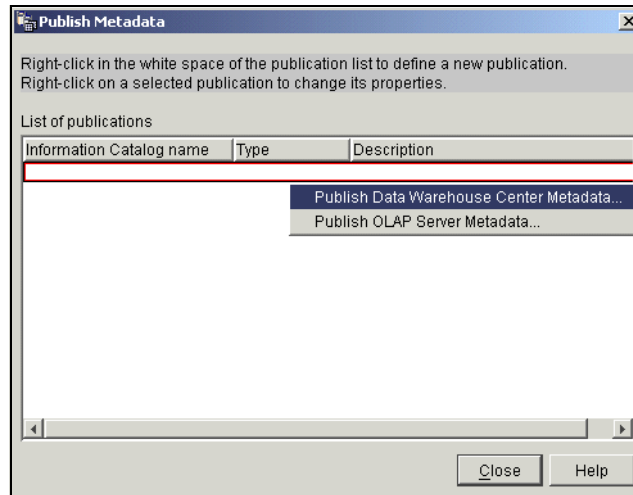 Publish Metadata
Right-click in the white space of the publication list to define a new publication.
Right-click on a selected publication to change its properties.
List of publications
Information Catalog name Type Description
Publish Data Warehouse Center Metadata...
Publish OLAP Server Metadata...
Close Help